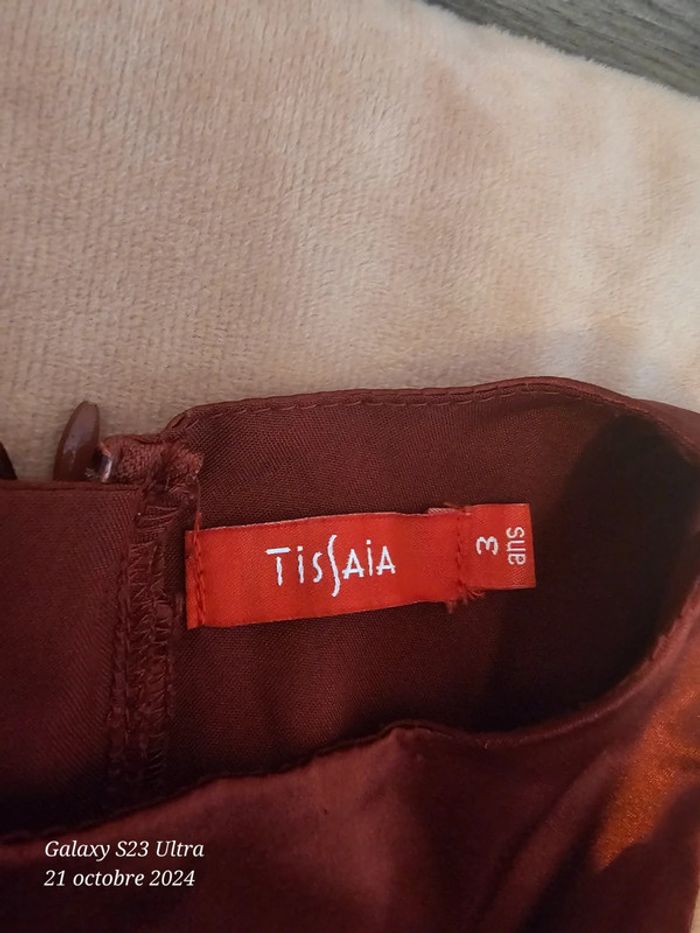 TissAiA
3
ans
Galaxy S23 Ultra
21 octobre 2024